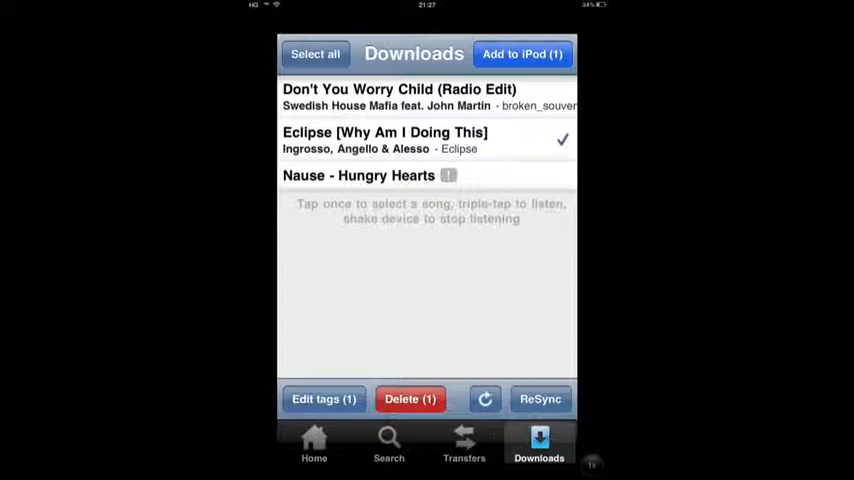 HG 21:27 34%
Select all Downloads Add to iPod (1)
Don't You Worry Child (Radio Edit)
Swedish House Mafia feat. John Martin - broken_souver
Eclipse [Why Am I Doing This]
Ingrosso, Angello & Alesso - Eclipse
Nause - Hungry Hearts !
Tap once to select a song, triple-tap to listen,
shake device to stop listening
Edit tags (1) Delete (1) ReSync
Home Search Transfers Downloads
1x